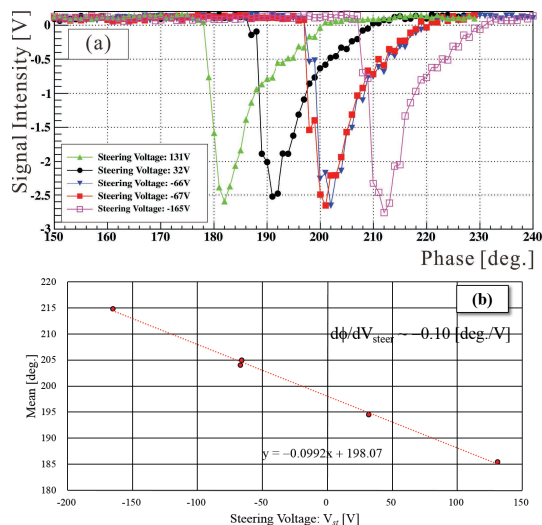 (a)
Signal Intensity [V]
0
-0.5
-1
-1.5
-2
-2.5
-3
Steering Voltage: 131V
Steering Voltage: 32V
Steering Voltage: -66V
Steering Voltage: -67V
Steering Voltage: -165V
150 160 170 180 190 200 210 220 230 240
Phase [deg.]
(b)
dϕ/dVsteer ~ −0.10 [deg./V]
Mean [deg.]
220
215
210
205
200
195
190
185
180
y = −0.0992x + 198.07
-200 -150 -100 -50 0 50 100 150
Steering Voltage: Vst [V]